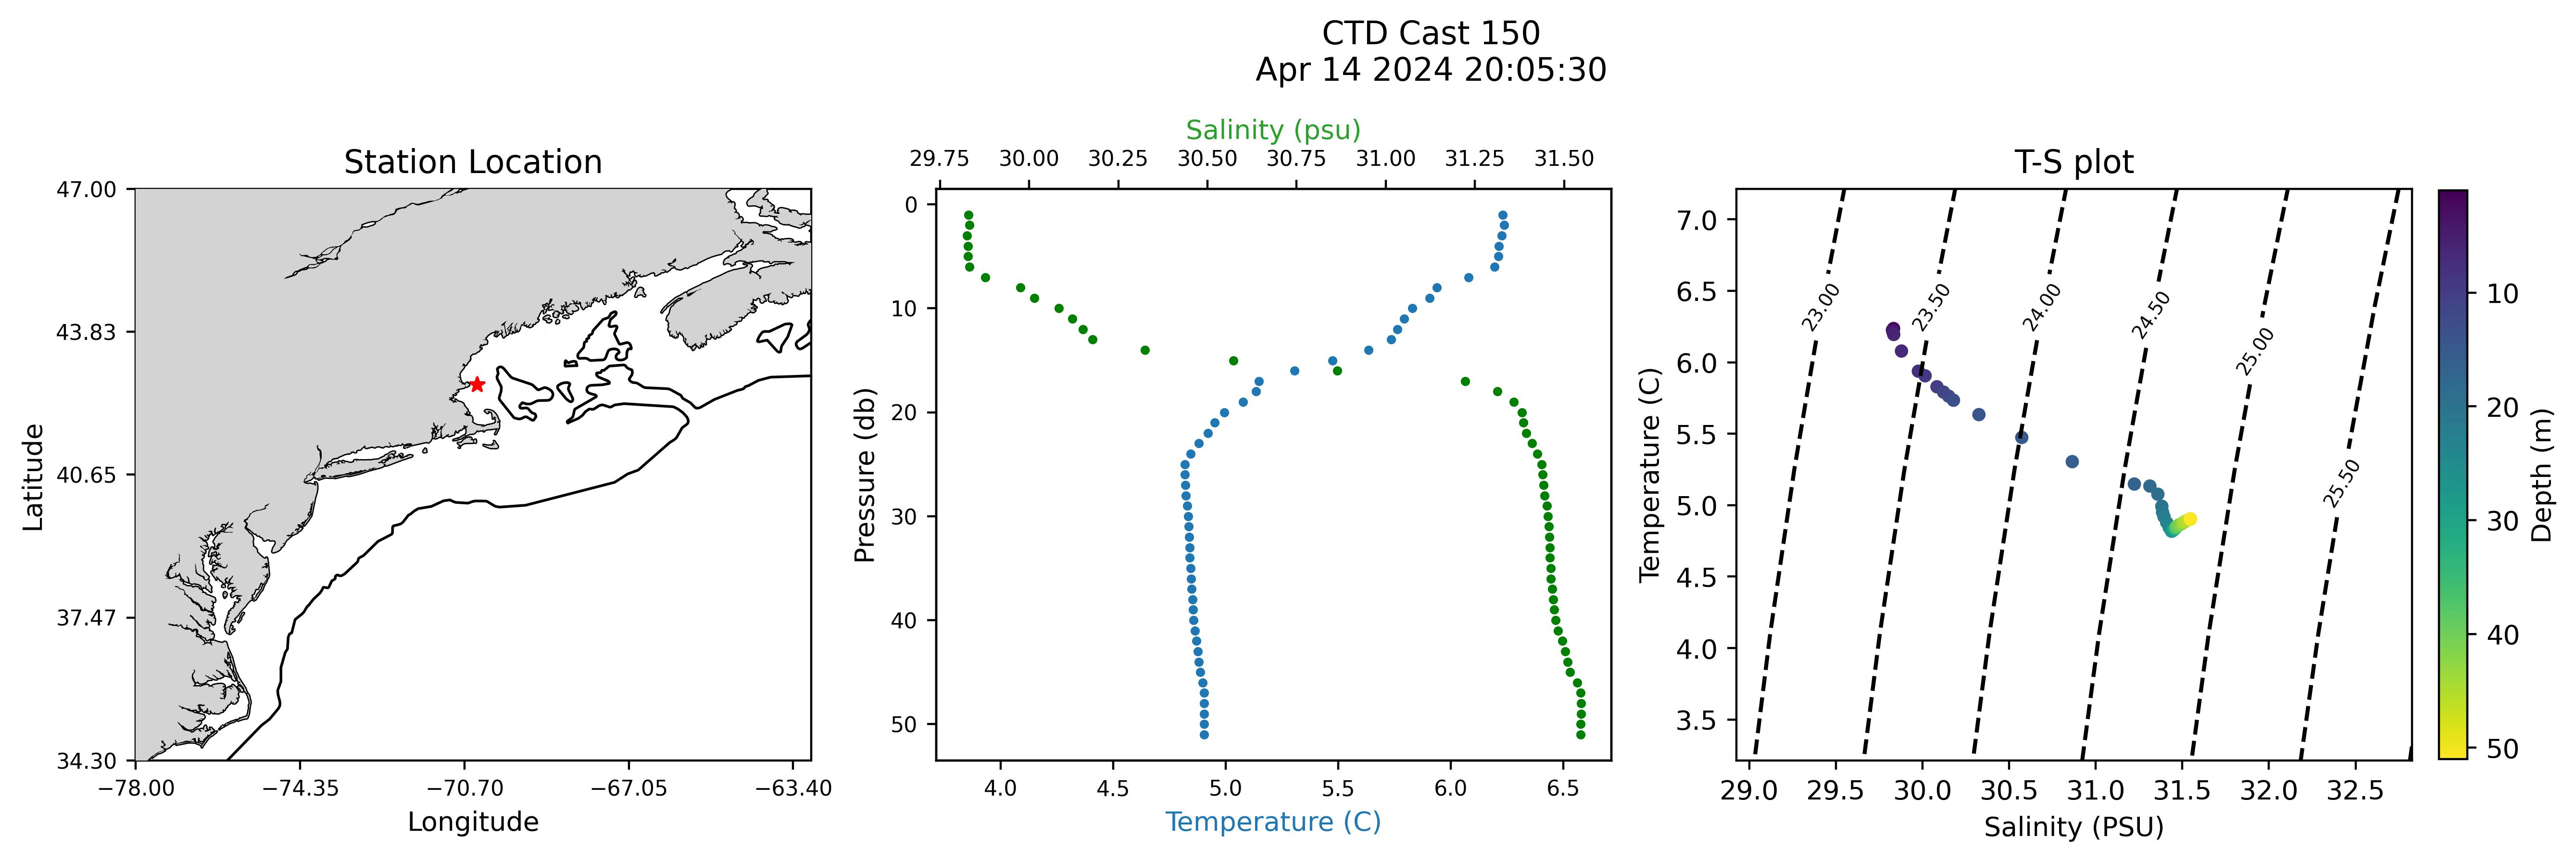 CTD Cast 150
Apr 14 2024 20:05:30
Station Location
47.00
43.83
40.65
37.47
34.30
−78.00 −74.35 −70.70 −67.05 −63.40
Latitude
Longitude
Salinity (psu)
29.75 30.00 30.25 30.50 30.75 31.00 31.25 31.50
0
10
20
30
40
50
Pressure (db)
4.0 4.5 5.0 5.5 6.0 6.5
Temperature (C)
T-S plot
7.0
6.5
6.0
5.5
5.0
4.5
4.0
3.5
Temperature (C)
23.00
23.50
24.00
24.50
25.00
25.50
29.0 29.5 30.0 30.5 31.0 31.5 32.0 32.5
Salinity (PSU)
10
20
30
40
50
Depth (m)